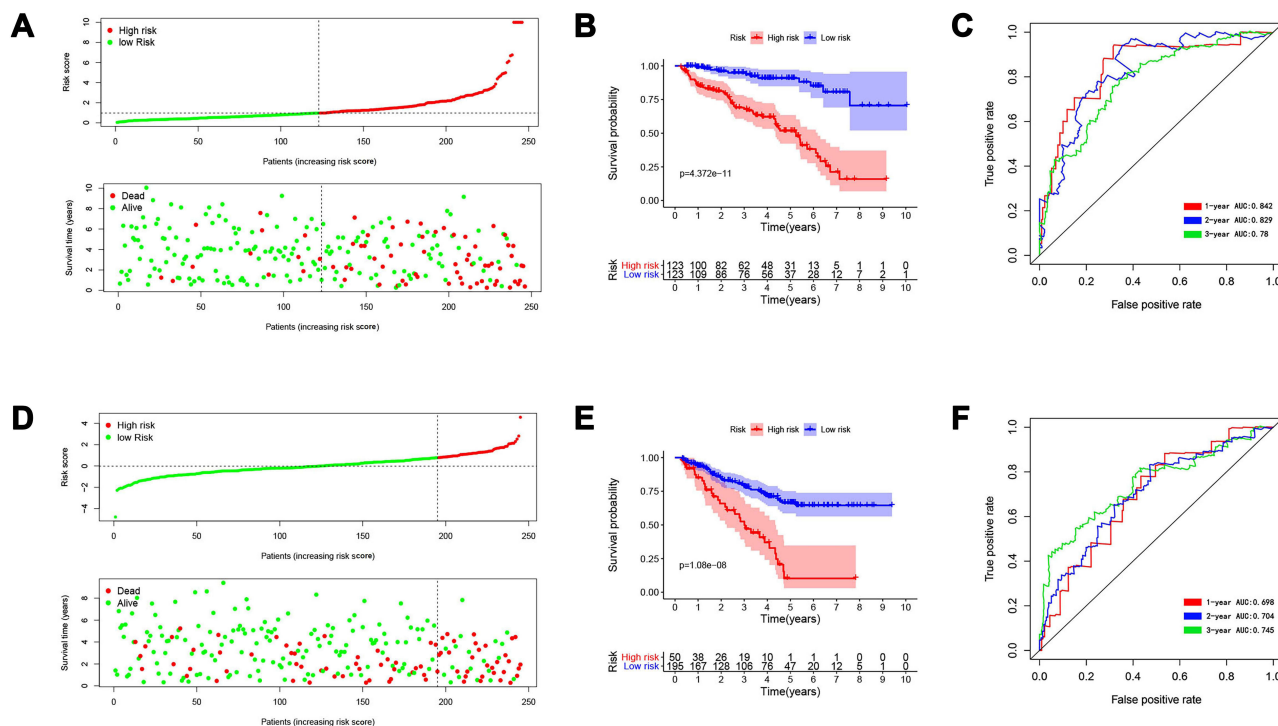 A
High risk
low Risk
Risk score
10
8
6
4
2
0
0 50 100 150 200 250
Patients (increasing risk score)
Dead
Alive
Survival time (years)
10
8
6
4
2
0
0 50 100 150 200 250
Patients (increasing risk score)
B
Risk High risk Low risk
Survival probability
1.00
0.75
0.50
0.25
0.00
p=4.372e-11
0 1 2 3 4 5 6 7 8 9 10
Time(years)
Risk
High risk 123 100 82 62 48 31 13 5 1 1 0
Low risk 123 109 86 76 56 37 28 12 7 2 1
0 1 2 3 4 5 6 7 8 9 10
Time(years)
C
True positive rate
1.0
0.8
0.6
0.4
0.2
0.0
1-year AUC:0.842
2-year AUC:0.829
3-year AUC:0.78
0.0 0.2 0.4 0.6 0.8 1.0
False positive rate
D
High risk
low Risk
Risk score
4
2
0
-2
-4
0 50 100 150 200 250
Patients (increasing risk score)
Dead
Alive
Survival time (years)
8
6
4
2
0
0 50 100 150 200 250
Patients (increasing risk score)
E
Risk High risk Low risk
Survival probability
1.00
0.75
0.50
0.25
0.00
p=1.08e-08
0 1 2 3 4 5 6 7 8 9 10
Time(years)
Risk
High risk 50 38 26 19 10 1 1 1 0 0 0
Low risk 195 167 128 106 76 47 20 12 5 1 0
0 1 2 3 4 5 6 7 8 9 10
Time(years)
F
True positive rate
1.0
0.8
0.6
0.4
0.2
0.0
1-year AUC:0.698
2-year AUC:0.704
3-year AUC:0.745
0.0 0.2 0.4 0.6 0.8 1.0
False positive rate